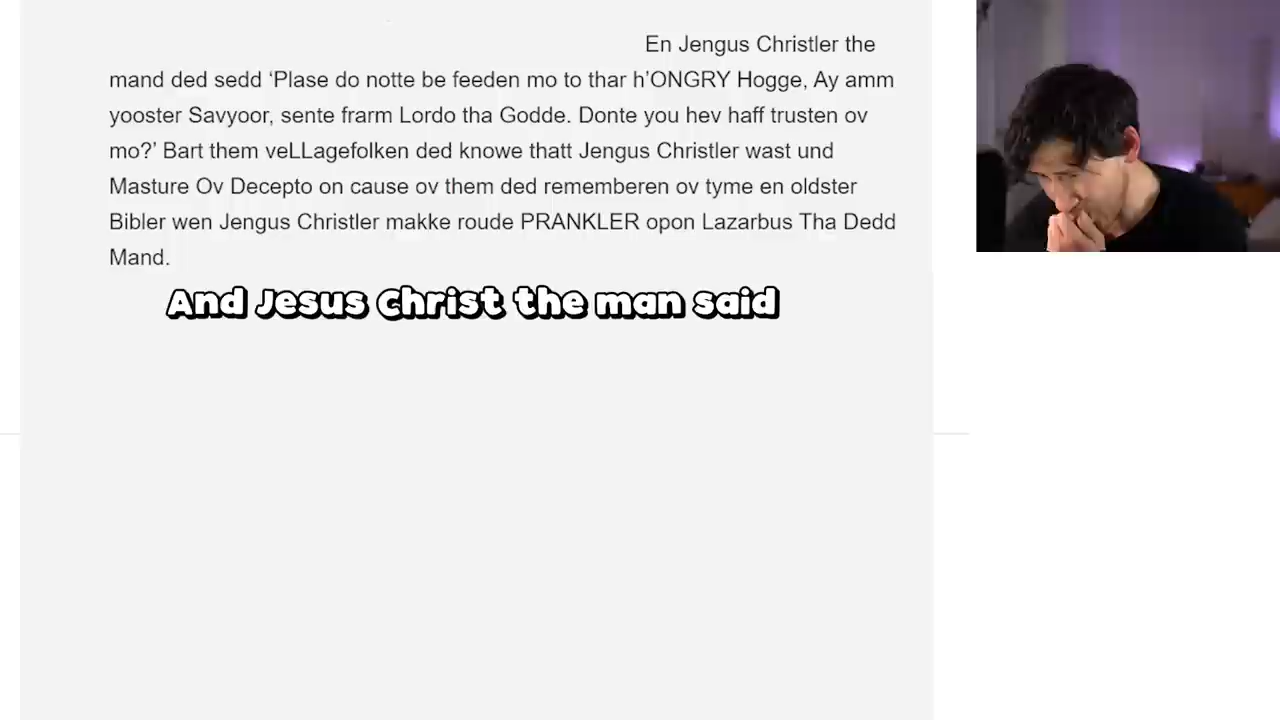 En Jengus Christler the
mand ded sedd ‘Plase do notte be feeden mo to thar h’ONGRY Hogge, Ay amm
yooster Savyoor, sente frarm Lordo tha Godde. Donte you hev haff trusten ov
mo?’ Bart them veLLagefolken ded knowe thatt Jengus Christler wast und
Masture Ov Decepto on cause ov them ded rememberen ov tyme en oldster
Bibler wen Jengus Christler makke roude PRANKLER opon Lazarbus Tha Dedd
Mand.
And Jesus Christ the man said